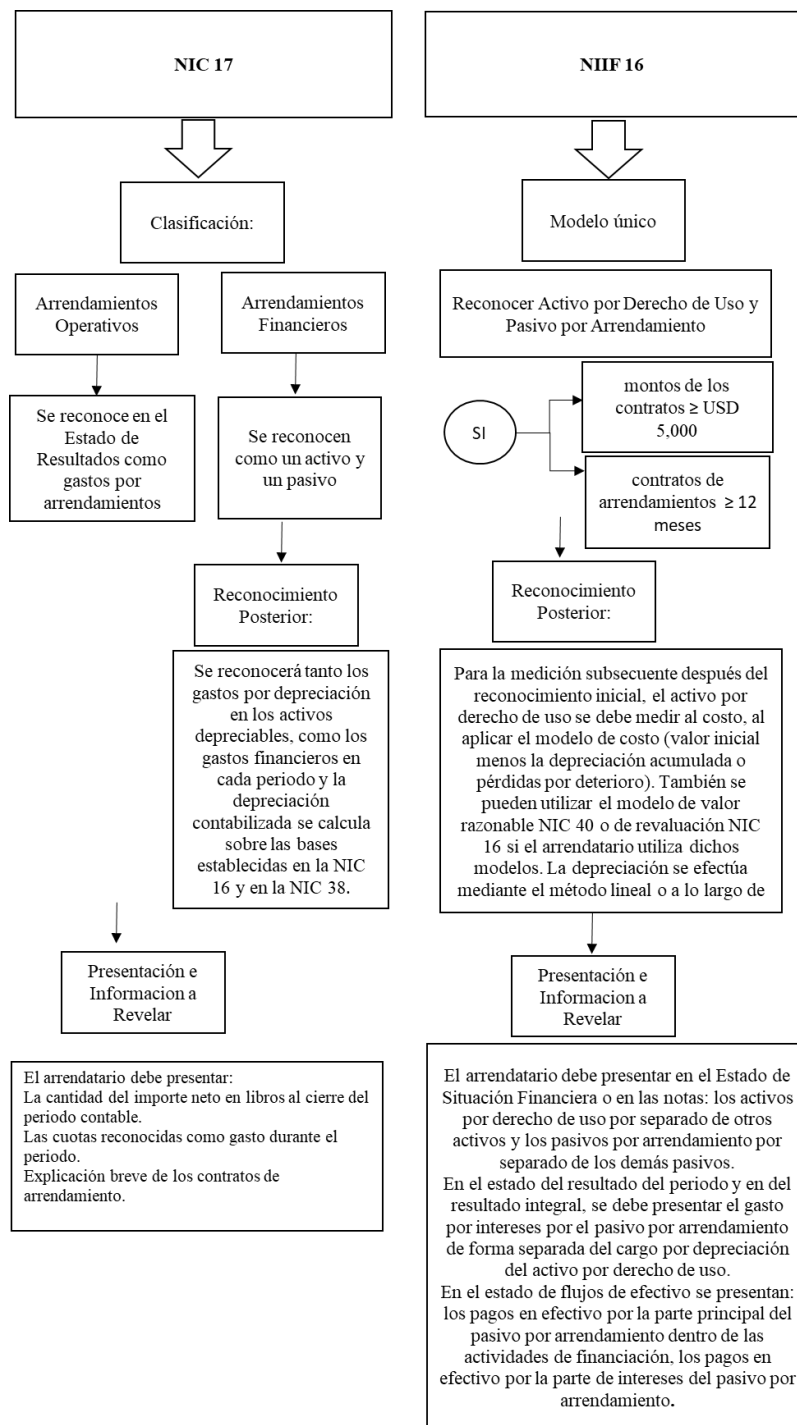 NIC 17
Clasificación:
Arrendamientos
Operativos
Arrendamientos
Financieros
Se reconoce en el
Estado de
Resultados como
gastos por
arrendamientos
Se reconocen
como un activo y
un pasivo
Reconocimiento
Posterior:
Se reconocerá tanto los
gastos por depreciación
en los activos
depreciables, como los
gastos financieros en
cada periodo y la
depreciación
contabilizada se calcula
sobre las bases
establecidas en la NIC
16 y en la NIC 38.
Presentación e
Informacion a
Revelar
El arrendatario debe presentar:
La cantidad del importe neto en libros al cierre del
periodo contable.
Las cuotas reconocidas como gasto durante el
periodo.
Explicación breve de los contratos de
arrendamiento.
NIIF 16
Modelo único
Reconocer Activo por Derecho de Uso y
Pasivo por Arrendamiento
SI
montos de los
contratos ≥ USD
5,000
contratos de
arrendamientos ≥ 12
meses
Reconocimiento
Posterior:
Para la medición subsecuente después del
reconocimiento inicial, el activo por
derecho de uso se debe medir al costo, al
aplicar el modelo de costo (valor inicial
menos la depreciación acumulada o
pérdidas por deterioro). También se
pueden utilizar el modelo de valor
razonable NIC 40 o de revaluación NIC
16 si el arrendatario utiliza dichos
modelos. La depreciación se efectúa
mediante el método lineal o a lo largo de
Presentación e
Informacion a
Revelar
El arrendatario debe presentar en el Estado de
Situación Financiera o en las notas: los activos
por derecho de uso por separado de otros
activos y los pasivos por arrendamiento por
separado de los demás pasivos.
En el estado del resultado del periodo y en del
resultado integral, se debe presentar el gasto
por intereses por el pasivo por arrendamiento
de forma separada del cargo por depreciación
del activo por derecho de uso.
En el estado de flujos de efectivo se presentan:
los pagos en efectivo por la parte principal del
pasivo por arrendamiento dentro de las
actividades de financiación, los pagos en
efectivo por la parte de intereses del pasivo por
arrendamiento.